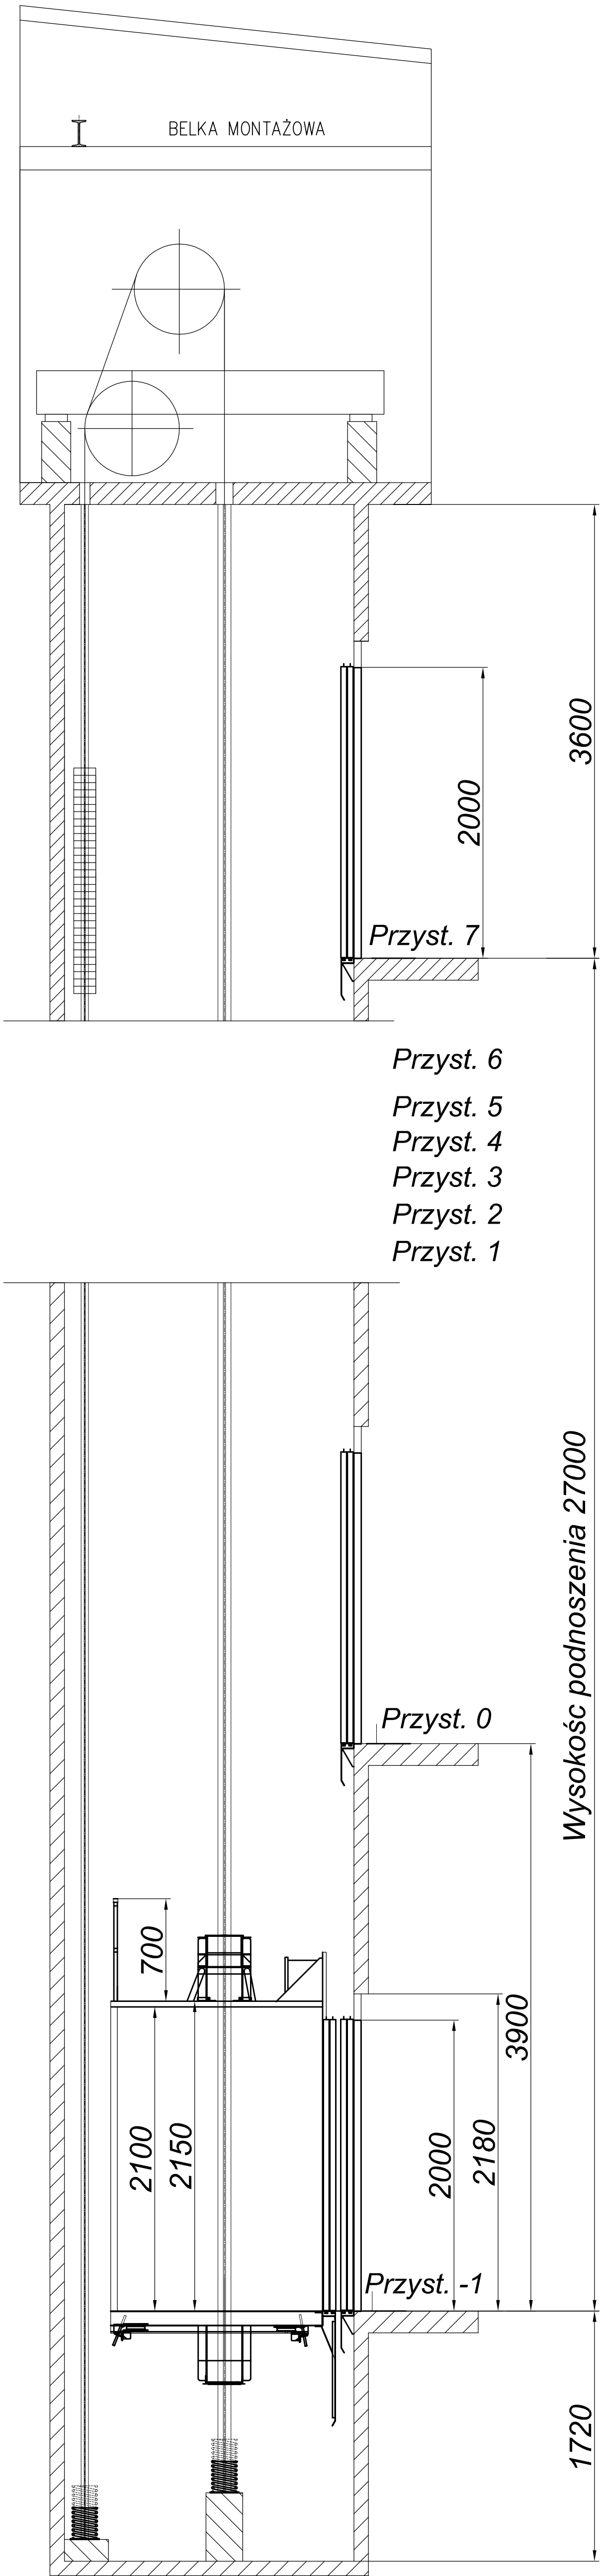 BELKA MONTAŻOWA
3600
2000
Przyst. 7
Przyst. 6
Przyst. 5
Przyst. 4
Przyst. 3
Przyst. 2
Przyst. 1
Wysokośc podnoszenia 27000
Przyst. 0
700
3900
2100
2150
2000
2180
Przyst. -1
1720